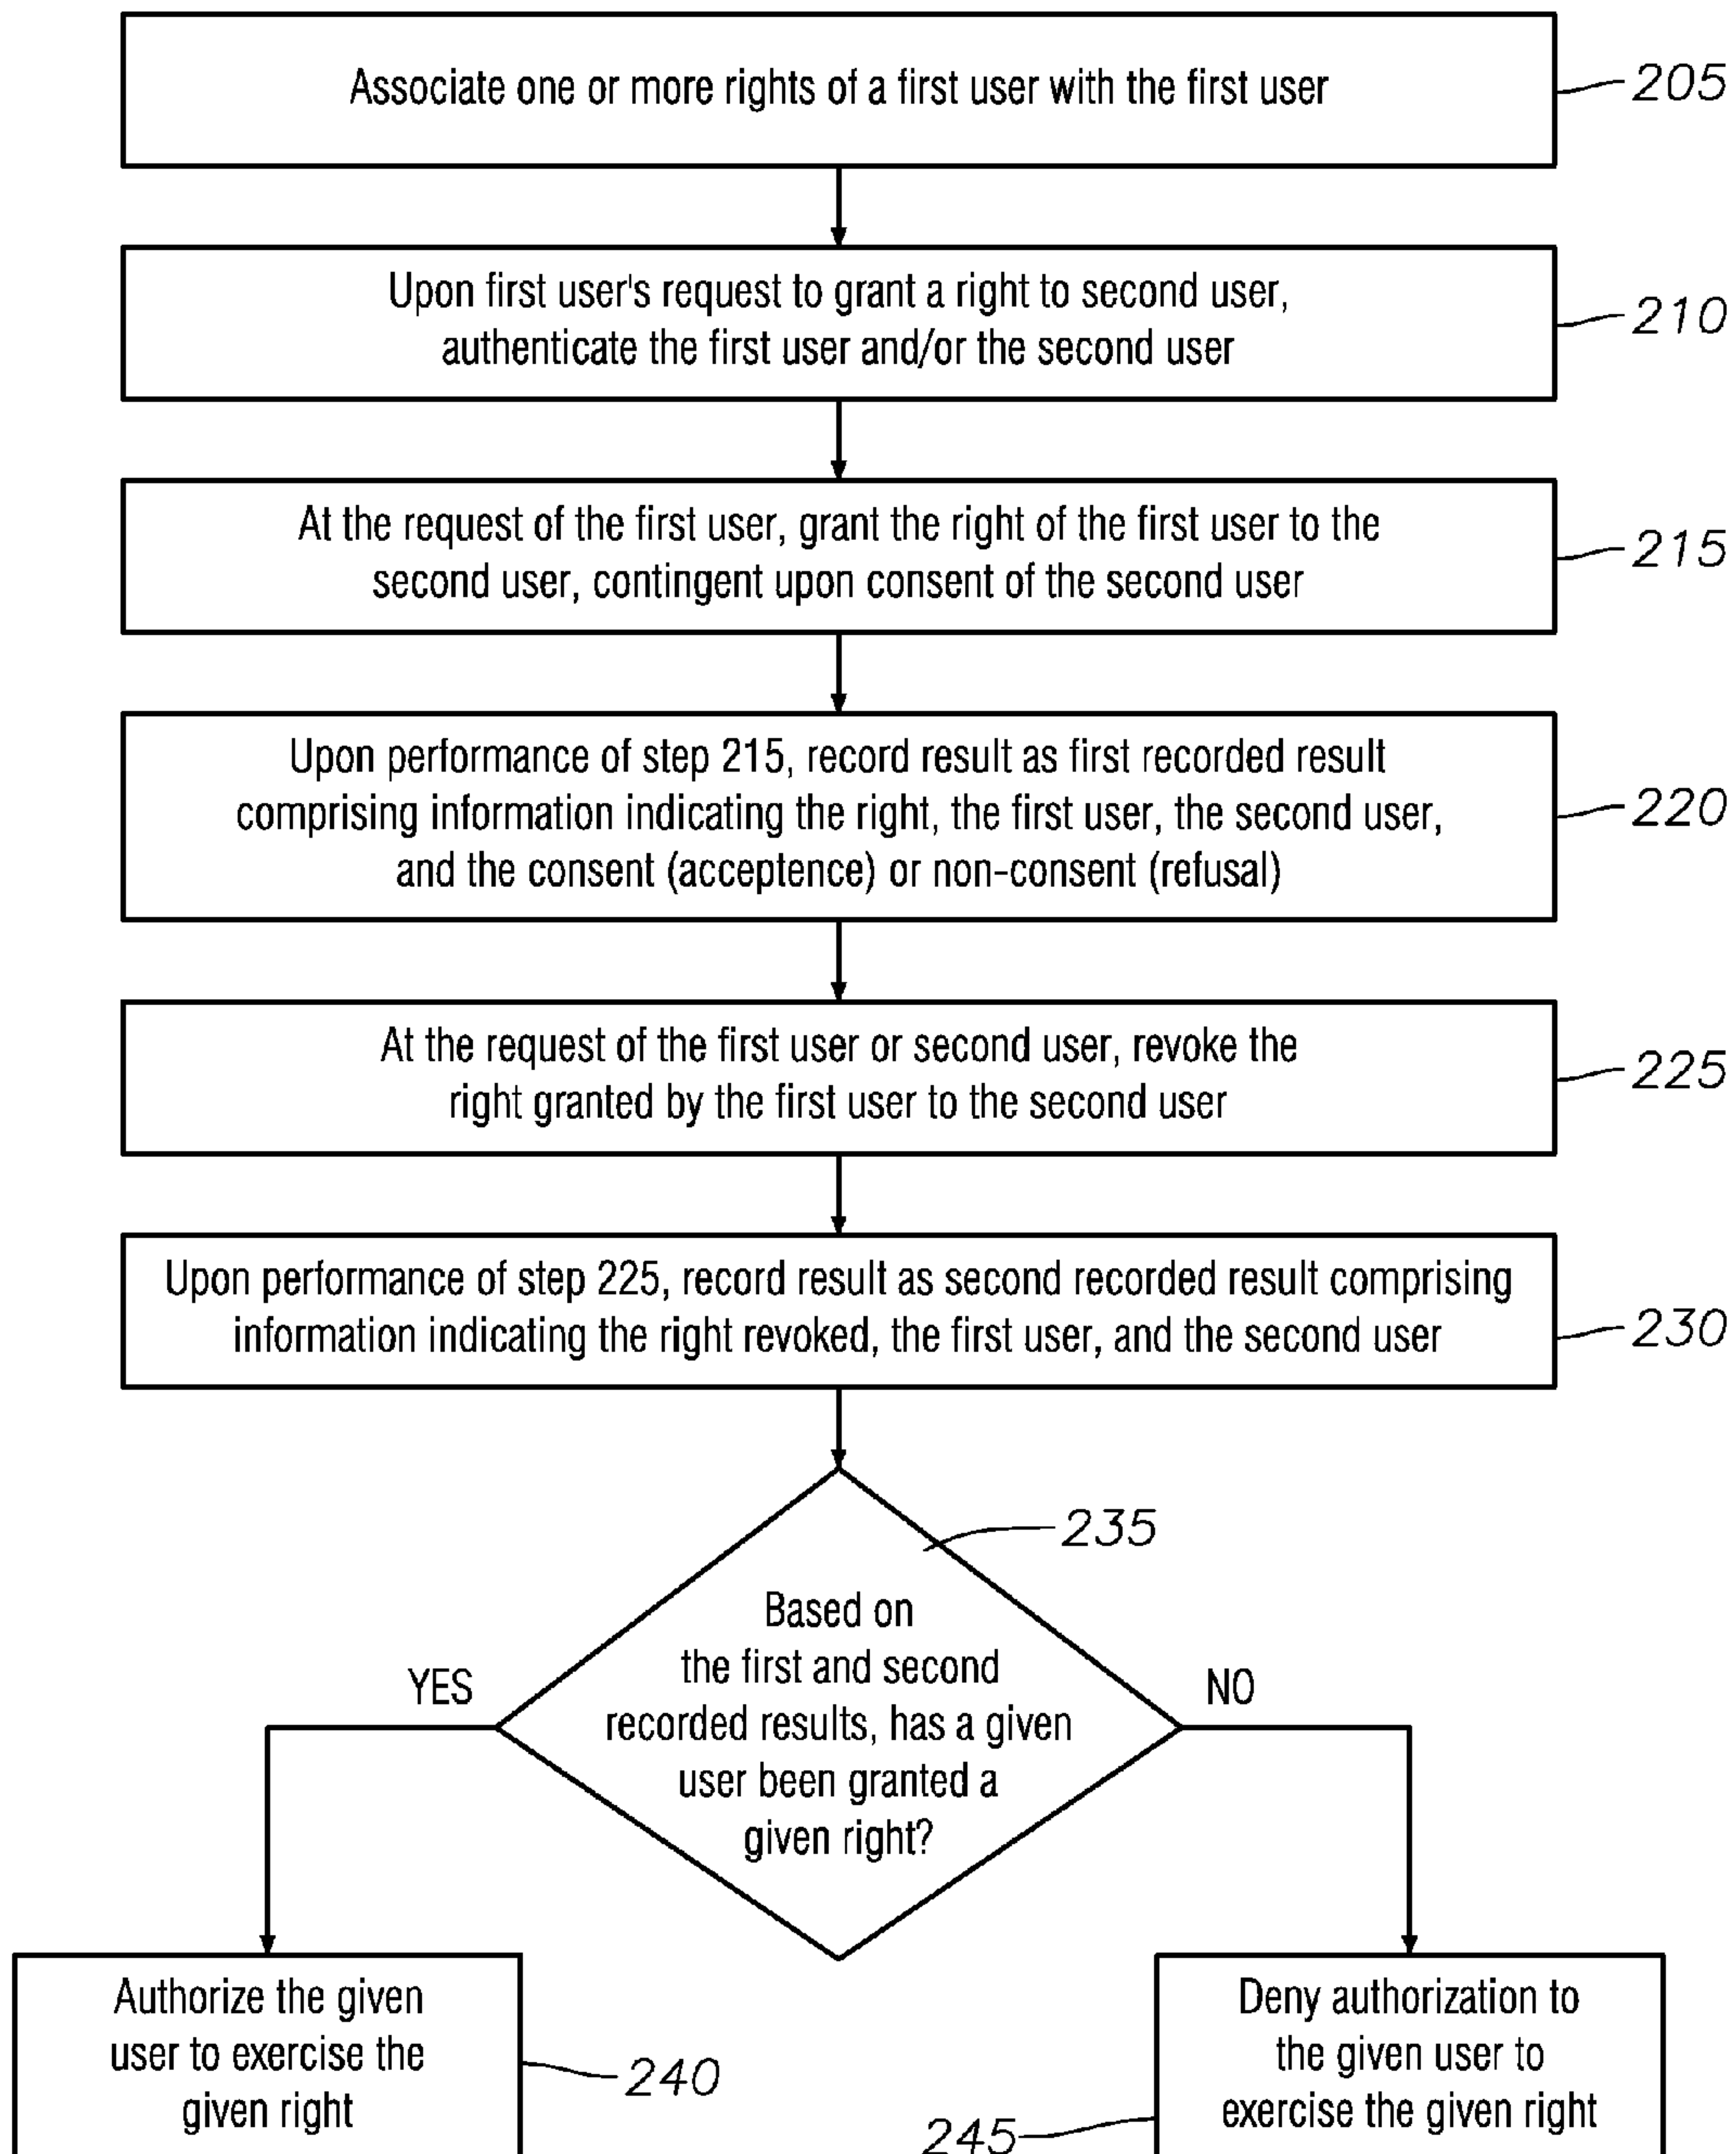 Associate one or more rights of a first user with the first user
205
Upon first user's request to grant a right to second user,
authenticate the first user and/or the second user
210
At the request of the first user, grant the right of the first user to the
second user, contingent upon consent of the second user
215
Upon performance of step 215, record result as first recorded result
comprising information indicating the right, the first user, the second user,
and the consent (acceptence) or non-consent (refusal)
220
At the request of the first user or second user, revoke the
right granted by the first user to the second user
225
Upon performance of step 225, record result as second recorded result comprising
information indicating the right revoked, the first user, and the second user
230
235
Based on
the first and second
recorded results, has a given
user been granted a
given right?
YES
NO
Authorize the given
user to exercise the
given right
240
Deny authorization to
the given user to
exercise the given right
245